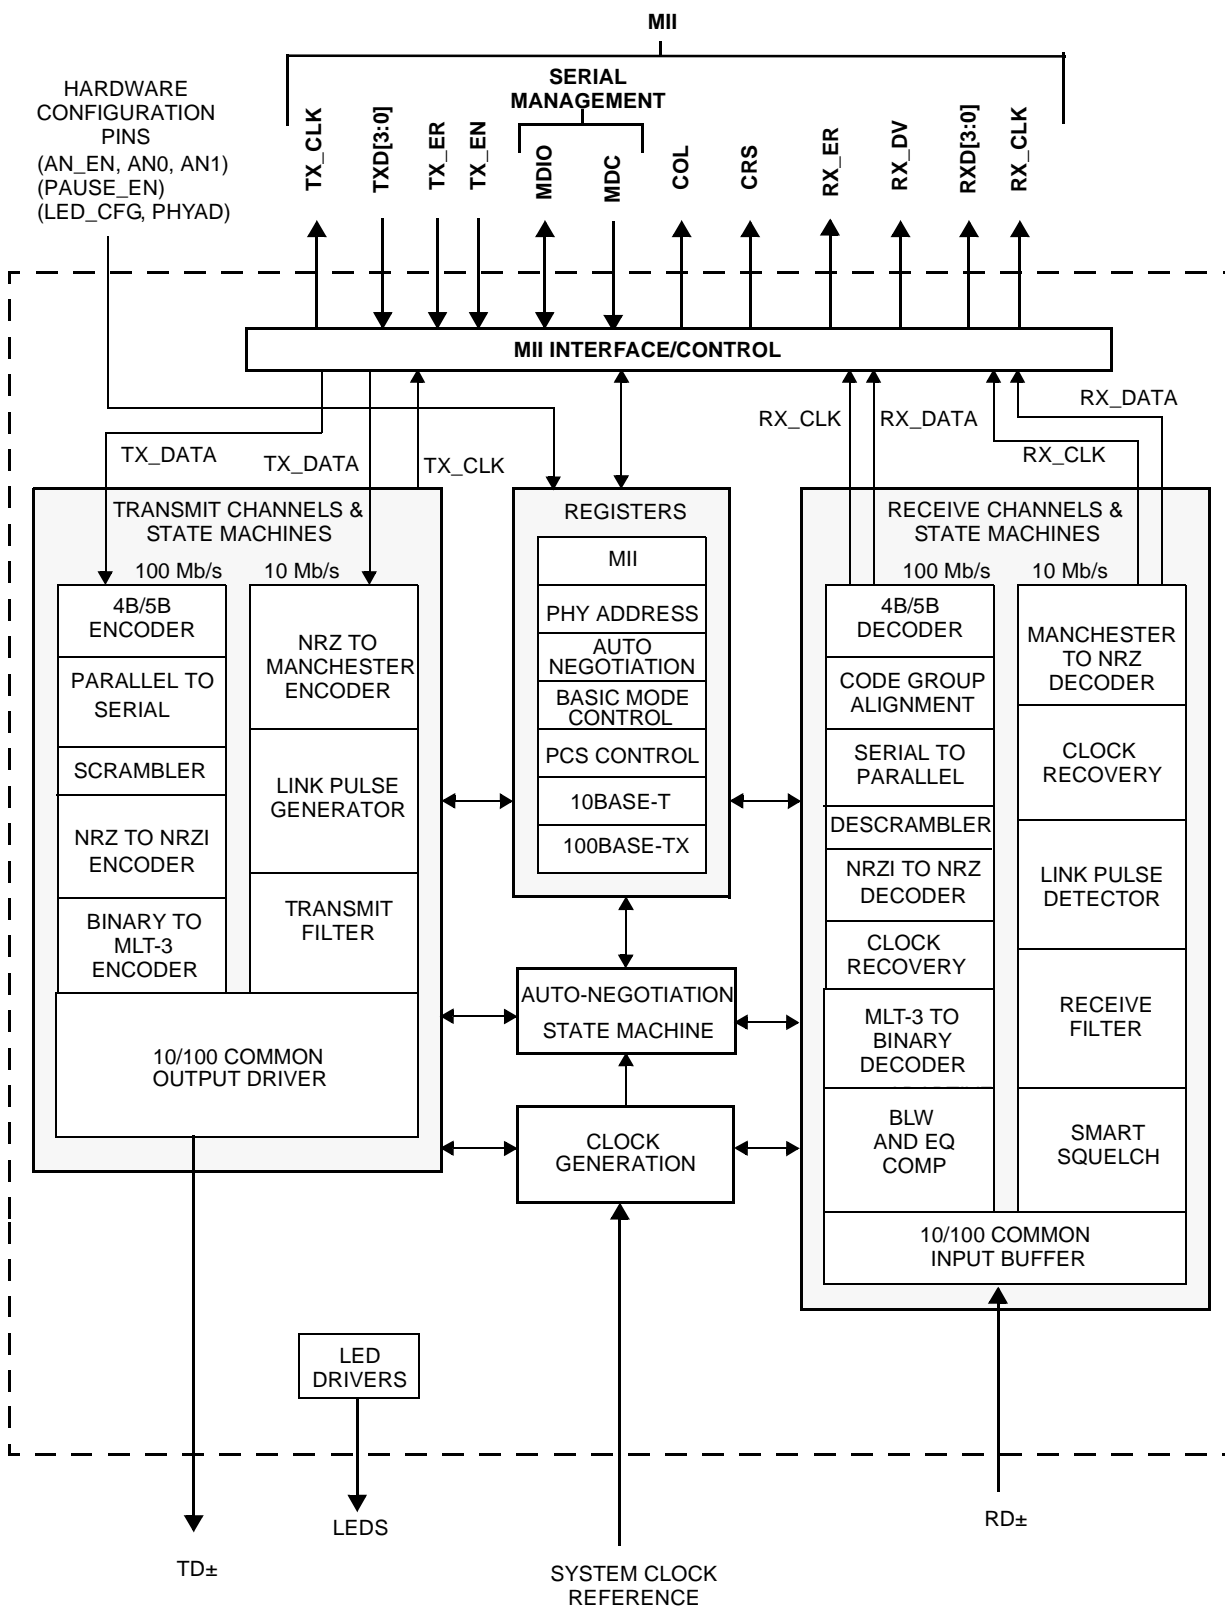 MII
SERIAL
MANAGEMENT
HARDWARE
CONFIGURATION
PINS
(AN_EN, AN0, AN1)
(PAUSE_EN)
(LED_CFG, PHYAD)
TX_CLK
TXD[3:0]
TX_ER
TX_EN
MDIO
MDC
COL
CRS
RX_ER
RX_DV
RXD[3:0]
RX_CLK
MII INTERFACE/CONTROL
TX_DATA
TX_DATA
TX_CLK
RX_CLK
RX_DATA
RX_CLK
RX_DATA
TRANSMIT CHANNELS &
STATE MACHINES
100 Mb/s
10 Mb/s
4B/5B
ENCODER
PARALLEL TO
SERIAL
SCRAMBLER
NRZ TO NRZI
ENCODER
BINARY TO
MLT-3
ENCODER
NRZ TO
MANCHESTER
ENCODER
LINK PULSE
GENERATOR
TRANSMIT
FILTER
10/100 COMMON
OUTPUT DRIVER
REGISTERS
MII
PHY ADDRESS
AUTO
NEGOTIATION
BASIC MODE
CONTROL
PCS CONTROL
10BASE-T
100BASE-TX
AUTO-NEGOTIATION
STATE MACHINE
CLOCK
GENERATION
RECEIVE CHANNELS &
STATE MACHINES
100 Mb/s
10 Mb/s
4B/5B
DECODER
CODE GROUP
ALIGNMENT
SERIAL TO
PARALLEL
DESCRAMBLER
NRZI TO NRZ
DECODER
CLOCK
RECOVERY
MLT-3 TO
BINARY
DECODER
BLW
AND EQ
COMP
MANCHESTER
TO NRZ
DECODER
CLOCK
RECOVERY
LINK PULSE
DETECTOR
RECEIVE
FILTER
SMART
SQUELCH
10/100 COMMON
INPUT BUFFER
LED
DRIVERS
TD±
LEDS
SYSTEM CLOCK
REFERENCE
RD±